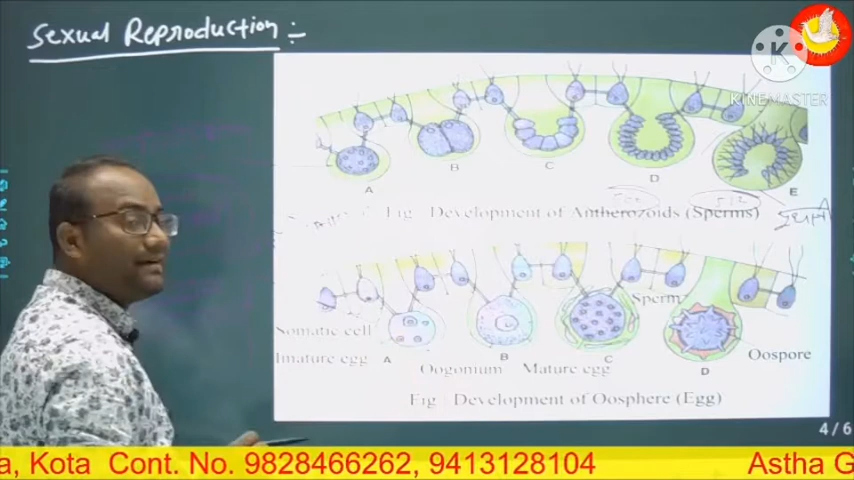 Sexual Reproduction :-
KINEMASTER
A
B
C
D
E
Fig Development of Antherozoids (Sperms)
512
Sperm
Somatic cell
Imature egg
A
B
C
D
Oospore
Oogonium
Mature egg
Fig Development of Oosphere (Egg)
4/6
a, Kota Cont. No. 9828466262, 9413128104 Astha G